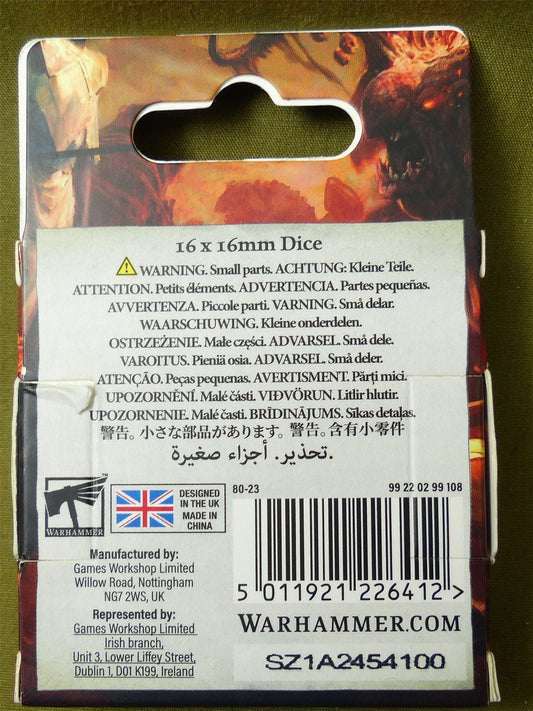 16 x 16mm Dice
⚠ WARNING. Small parts. ACHTUNG: Kleine Teile.
ATTENTION. Petits éléments. ADVERTENCIA. Partes pequeñas.
AVVERTENZA. Piccole parti. VARNING. Små delar.
WAARSCHUWING. Kleine onderdelen.
OSTRZEŻENIE. Małe części. ADVARSEL. Små dele.
VAROITUS. Pieniä osia. ADVARSEL. Små deler.
ATENÇÃO. Peças pequenas. AVERTISMENT. Părți mici.
UPOZORNĚNÍ. Malé části. VIÐVÖRUN. Litlir hlutir.
UPOZORNENIE. Malé časti. BRĪDINĀJUMS. Sīkas detaļas.
警告。小さな部品があります。警告。含有小零件
تحذير. أجزاء صغيرة.
WARHAMMER
™
DESIGNED
IN THE UK
MADE IN
CHINA
80-23
99 22 02 99 108
Manufactured by:
Games Workshop Limited
Willow Road, Nottingham
NG7 2WS, UK
Represented by:
Games Workshop Limited
Irish branch,
Unit 3, Lower Liffey Street,
Dublin 1, D01 K199, Ireland
5 011921 226412 >
WARHAMMER.COM
SZ1A2454100